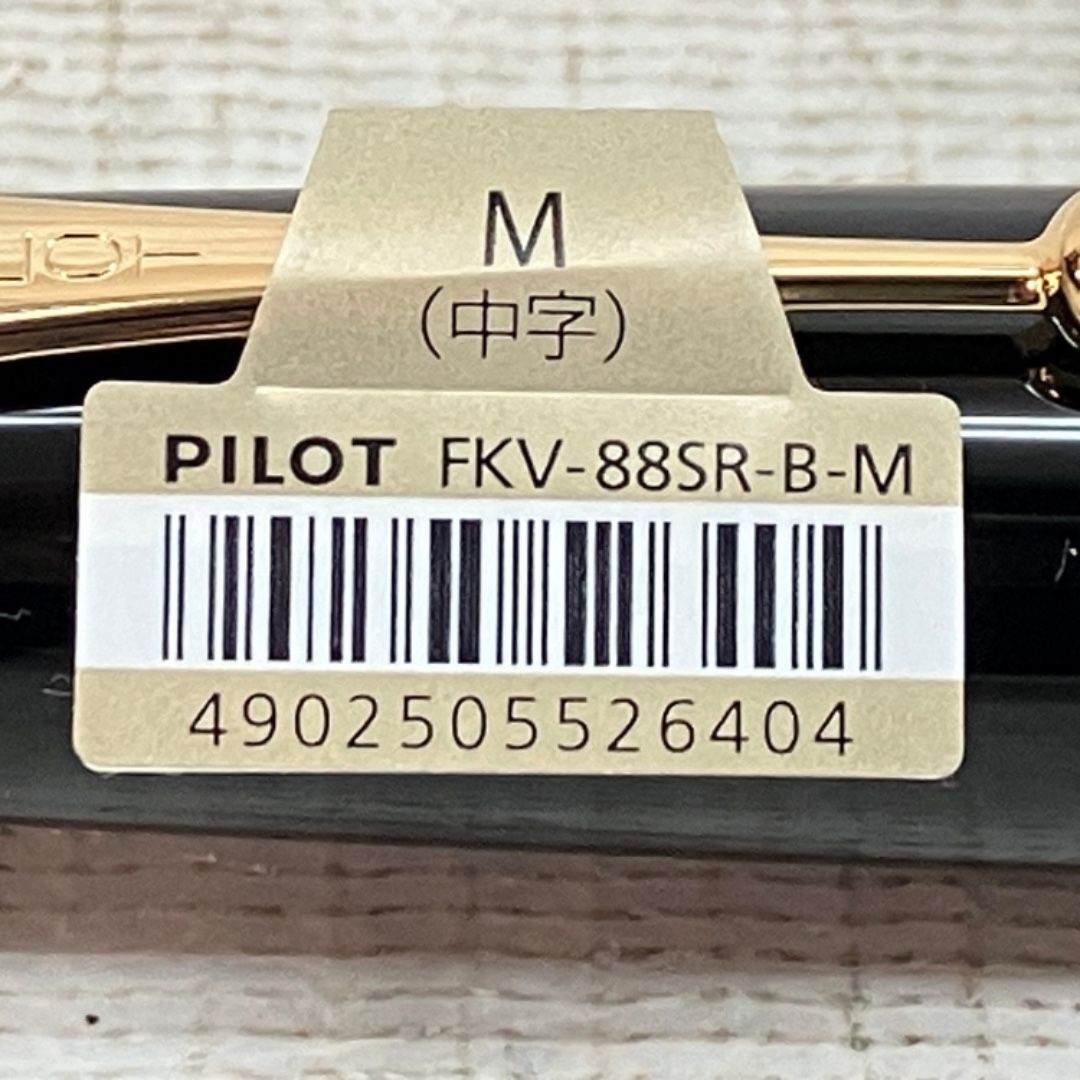 M
(中字)
PILOT FKV-88SR-B-M
4902505526404